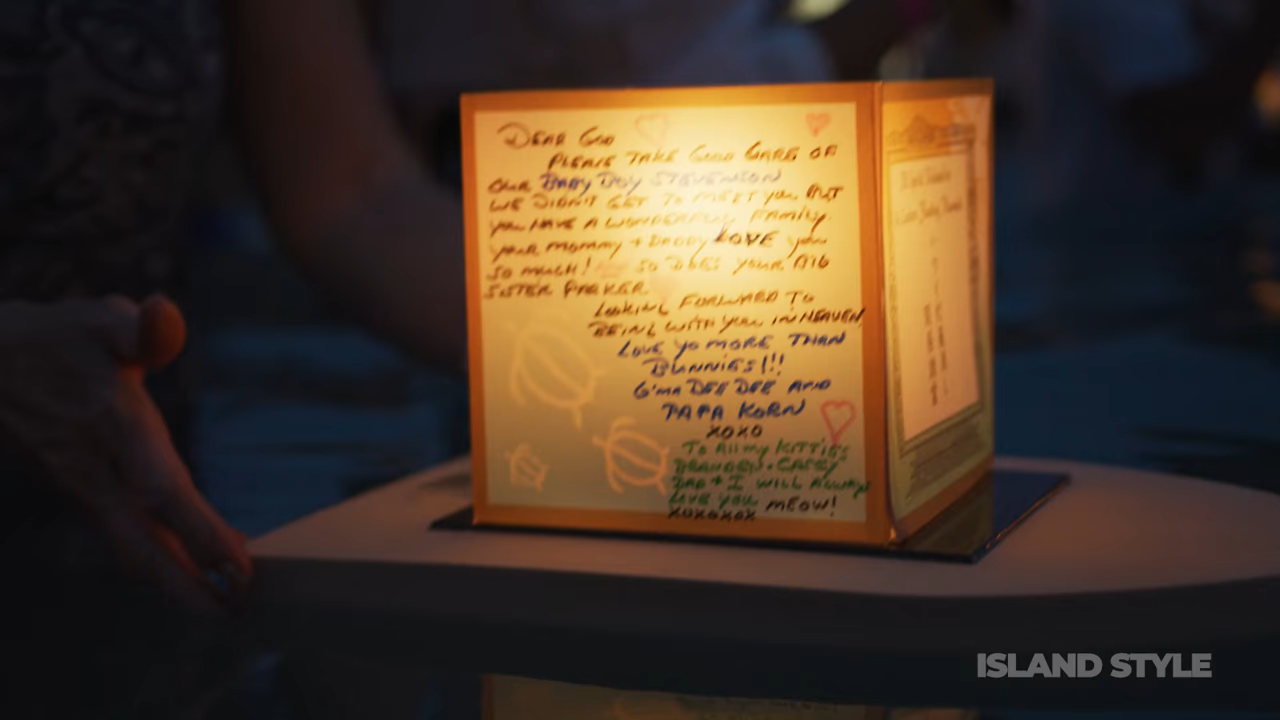 DEAR GOD
PLEASE TAKE GOOD CARE OF
OUR BABY BOY STEVENSON
WE DIDN'T GET TO MEET YOU BUT
YOU HAVE A WONDERFUL FAMILY.
YOUR MOMMY + DADDY LOVE YOU
SO MUCH! SO DOES YOUR BIG
SISTER PARKER
LOOKING FORWARD TO
BEING WITH YOU IN HEAVEN
LOVE YO MORE THAN
BUNNIES!!!
G'MA DEE DEE AND
PAPA KORN
XOXO
TO All my KITTIES
BRANDEN + CASEY
DAD + I WILL ALWAYS
LOVE YOU MEOW!
XOXOXOX
ISLAND STYLE